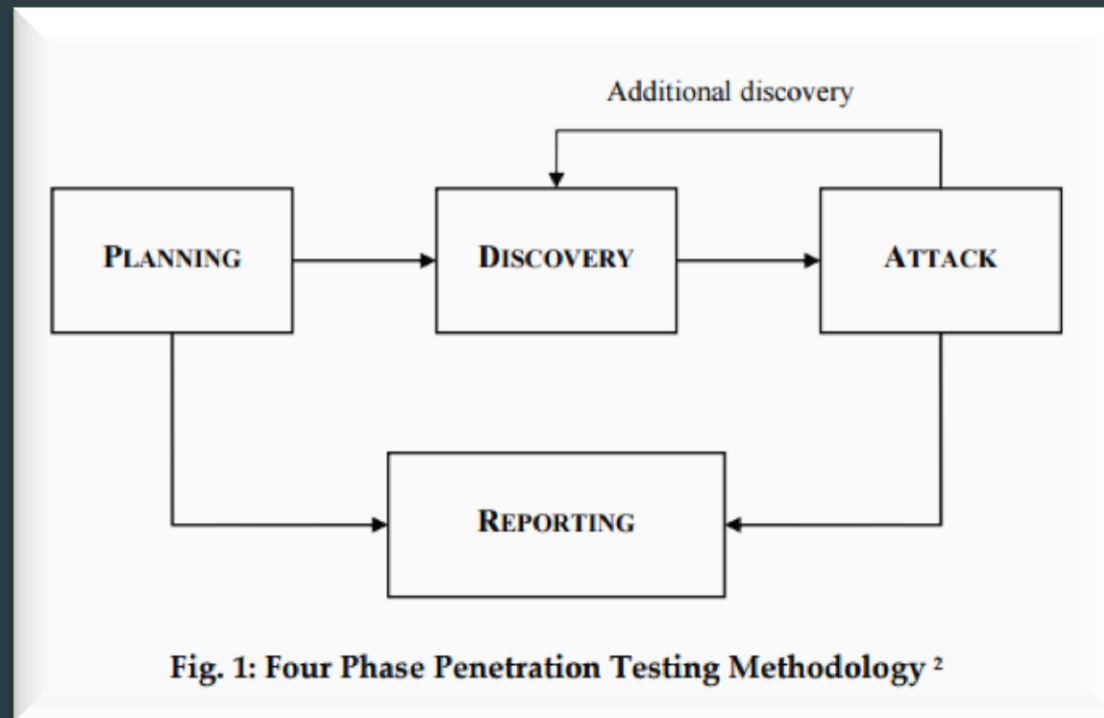 Additional discovery
PLANNING
DISCOVERY
ATTACK
REPORTING
Fig. 1: Four Phase Penetration Testing Methodology ²